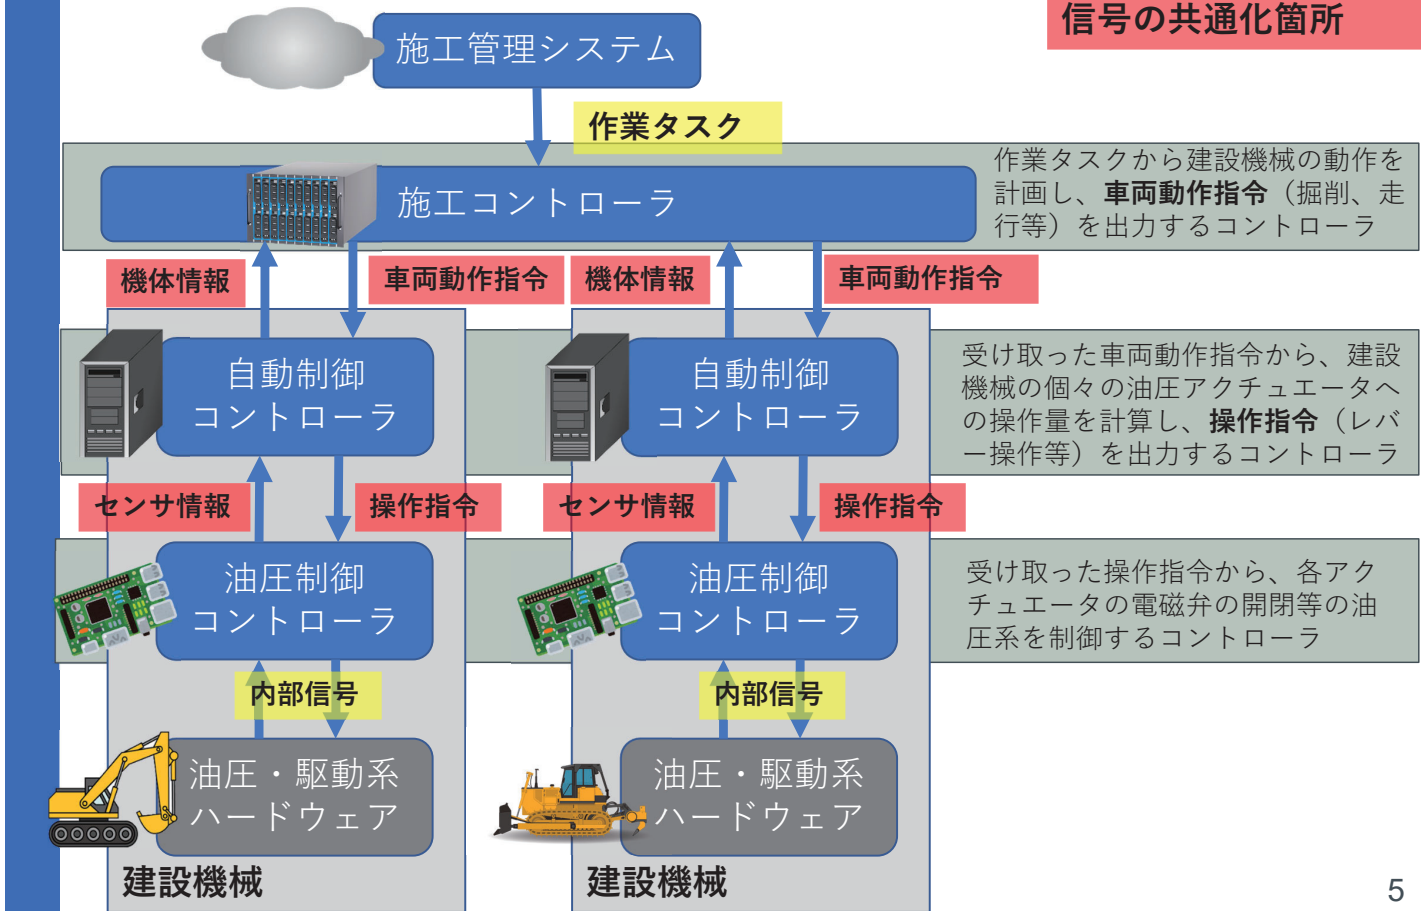 信号の共通化箇所
施工管理システム
作業タスク
施工コントローラ
作業タスクから建設機械の動作を
計画し、車両動作指令（掘削、走
行等）を出力するコントローラ
機体情報
車両動作指令
機体情報
車両動作指令
自動制御
コントローラ
自動制御
コントローラ
受け取った車両動作指令から、建設
機械の個々の油圧アクチュエータへ
の操作量を計算し、操作指令（レバ
ー操作等）を出力するコントローラ
センサ情報
操作指令
センサ情報
操作指令
油圧制御
コントローラ
油圧制御
コントローラ
受け取った操作指令から、各アク
チュエータの電磁弁の開閉等の油
圧系を制御するコントローラ
内部信号
内部信号
油圧・駆動系
ハードウェア
油圧・駆動系
ハードウェア
建設機械
建設機械
5